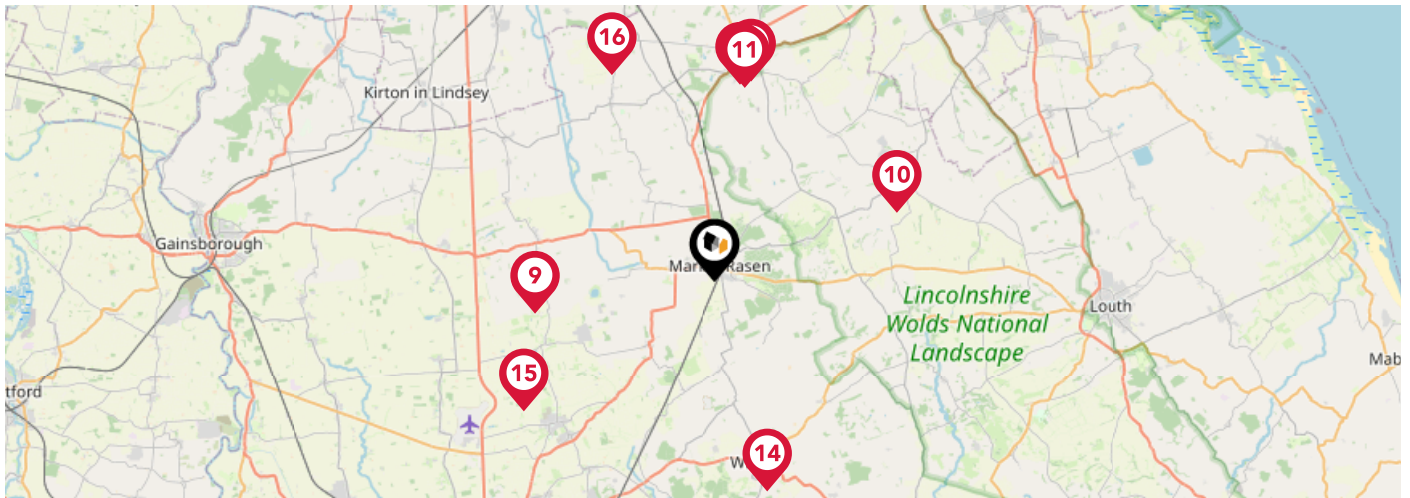 16
11
Kirton in Lindsey
10
Gainsborough
9
Lincolnshire
Wolds National
Landscape
Louth
15
14